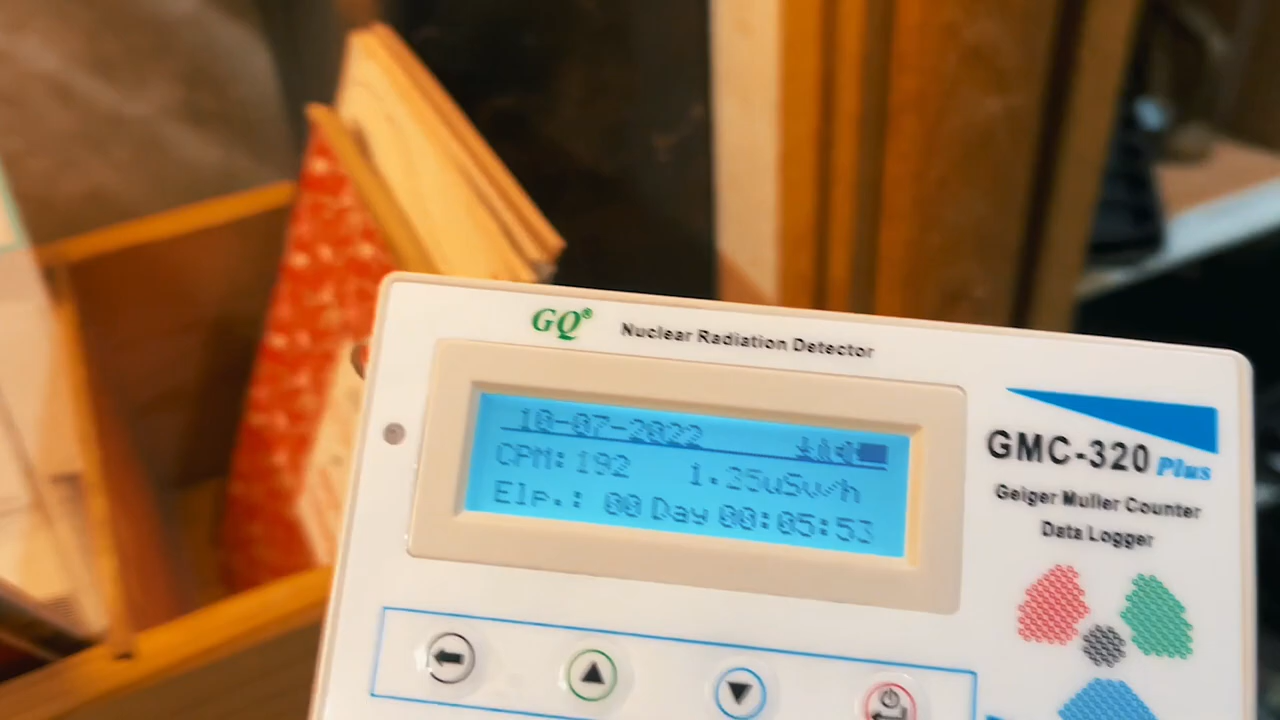 GQ® Nuclear Radiation Detector
10-07-2022
CPM: 192 1.25uSv/h
Elp.: 00 Day 00:05:53
GMC-320 Plus
Geiger Muller Counter
Data Logger